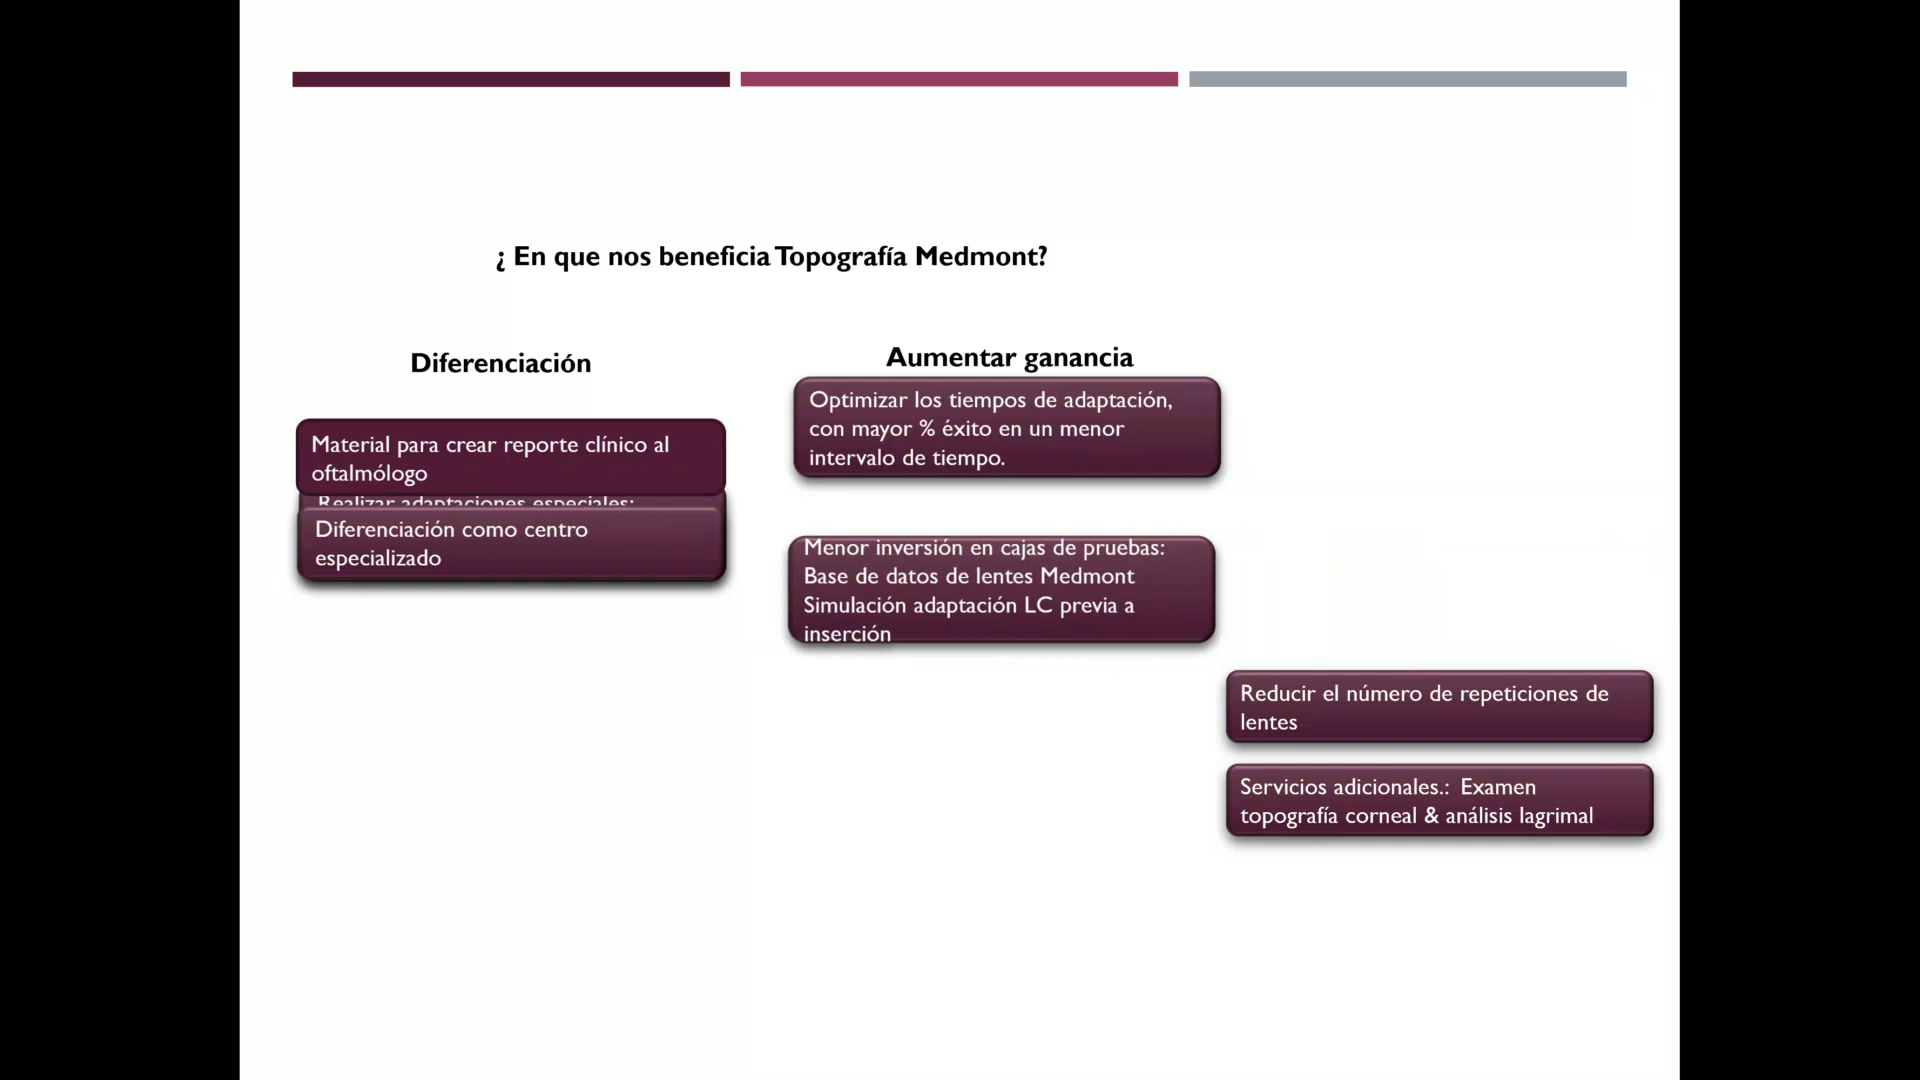 ¿ En que nos beneficia Topografía Medmont?
Diferenciación
Material para crear reporte clínico al
oftalmólogo
Realizar adaptaciones especiales:
Diferenciación como centro
especializado
Aumentar ganancia
Optimizar los tiempos de adaptación,
con mayor % éxito en un menor
intervalo de tiempo.
Menor inversión en cajas de pruebas:
Base de datos de lentes Medmont
Simulación adaptación LC previa a
inserción
Reducir el número de repeticiones de
lentes
Servicios adicionales.:  Examen
topografía corneal & análisis lagrimal